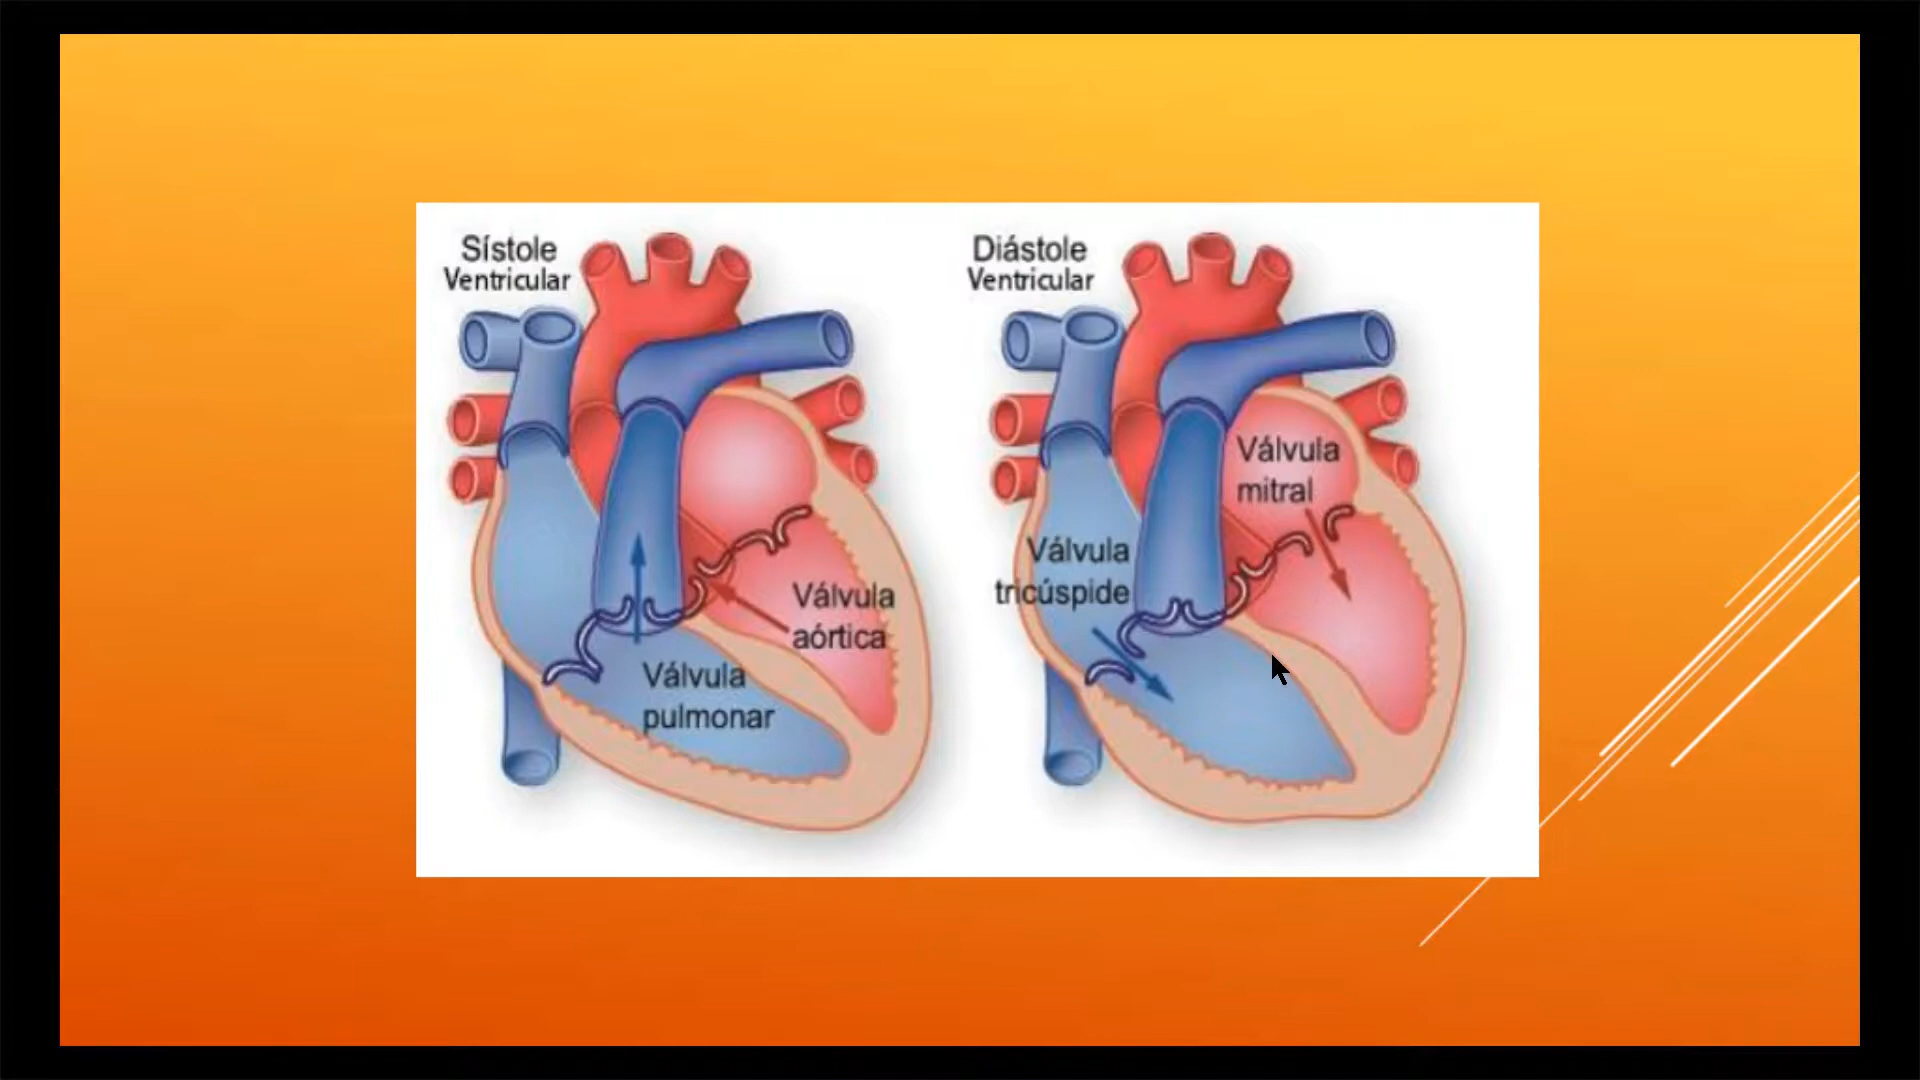 Sístole
Ventricular
Válvula
aórtica
Válvula
pulmonar
Diástole
Ventricular
Válvula
mitral
Válvula
tricúspide